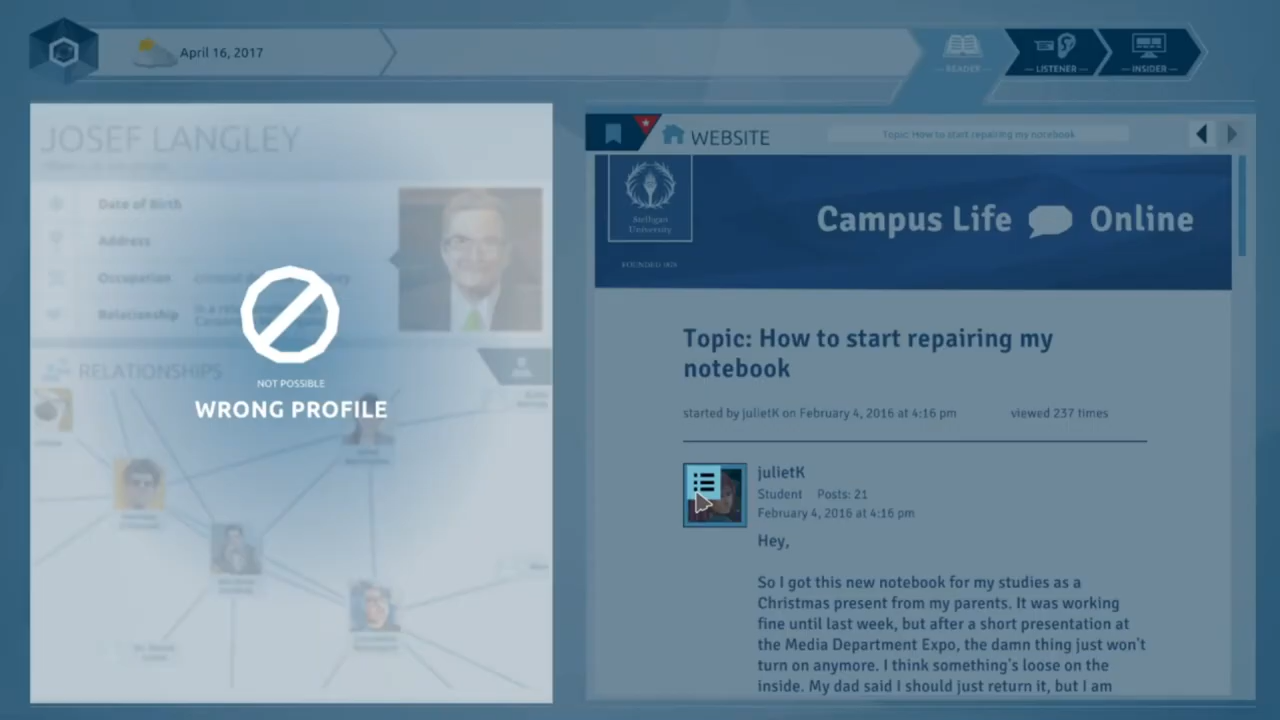 April 16, 2017
READER
LISTENER
INSIDER
JOSEF LANGLEY
Date of Birth
Address
Occupation
Relationship
RELATIONSHIPS
NOT POSSIBLE
WRONG PROFILE
WEBSITE
Topic: How to start repairing my notebook
University
FOUNDED 1878
Campus Life Online
Topic: How to start repairing my
notebook
started by julietK on February 4, 2016 at 4:16 pm viewed 237 times
julietK
Student Posts: 21
February 4, 2016 at 4:16 pm
Hey,
So I got this new notebook for my studies as a
Christmas present from my parents. It was working
fine until last week, but after a short presentation at
the Media Department Expo, the damn thing just won't
turn on anymore. I think something's loose on the
inside. My dad said I should just return it, but I am